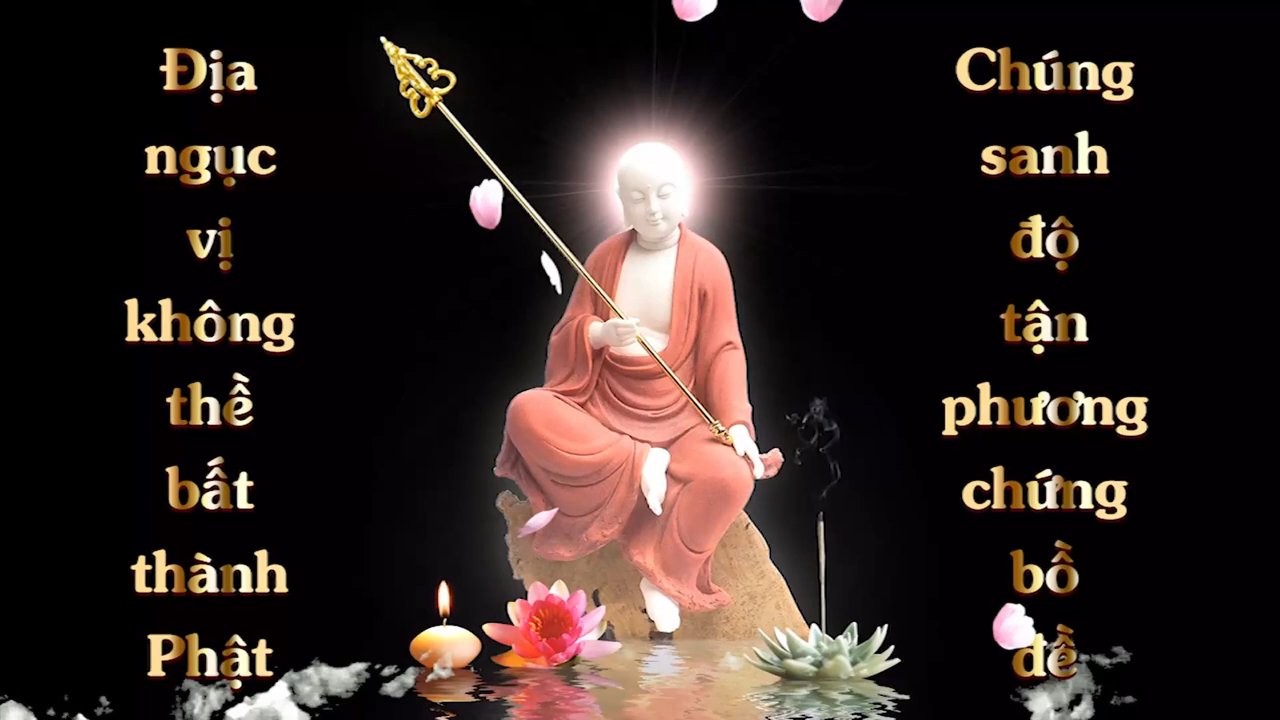 Địa
ngục
vị
không
thề
bất
thành
Phật
Chúng
sanh
độ
tận
phương
chứng
bồ
đề